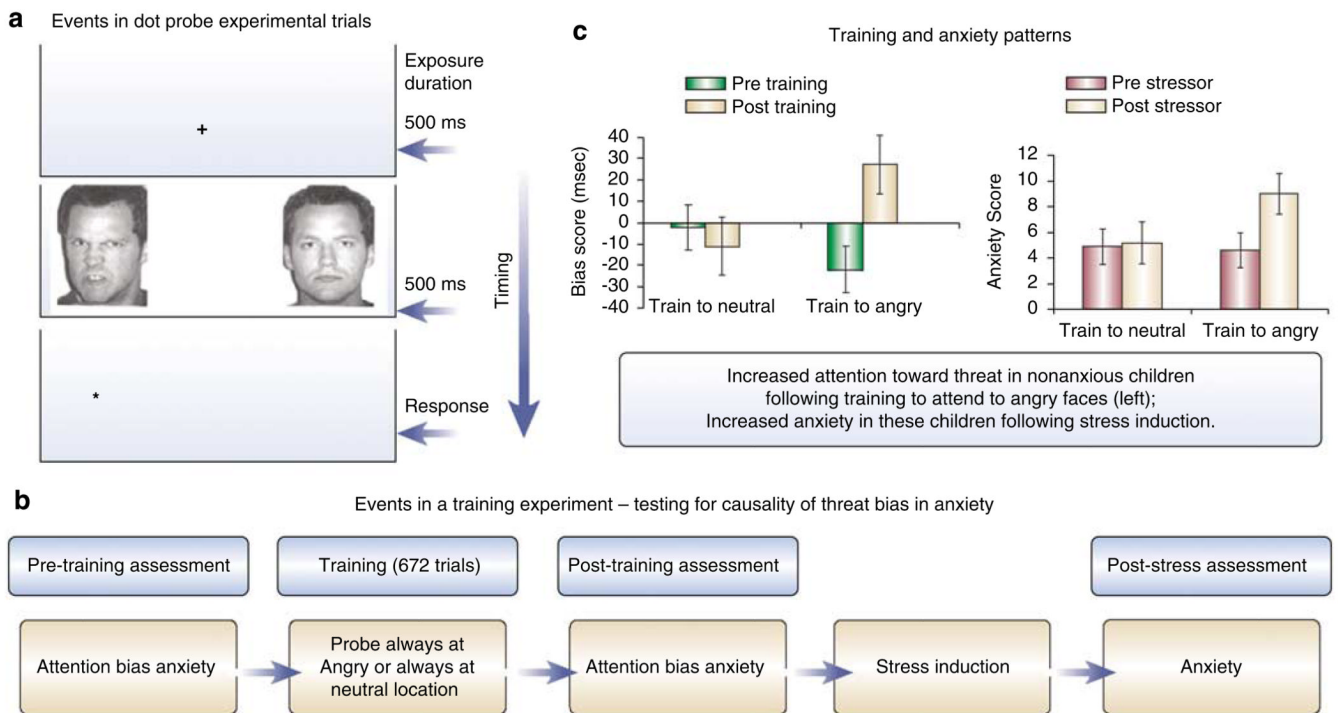 a
Events in dot probe experimental trials
Exposure
duration
+
500 ms
500 ms
*
Response
Timing
c
Training and anxiety patterns
Pre training
Post training
Bias score (msec)
40
30
20
10
0
-10
-20
-30
-40
Train to neutral
Train to angry
Pre stressor
Post stressor
Anxiety Score
12
10
8
6
4
2
0
Train to neutral
Train to angry
Increased attention toward threat in nonanxious children
following training to attend to angry faces (left);
Increased anxiety in these children following stress induction.
b
Events in a training experiment – testing for causality of threat bias in anxiety
Pre-training assessment
Training (672 trials)
Post-training assessment
Post-stress assessment
Attention bias anxiety
Probe always at
Angry or always at
neutral location
Attention bias anxiety
Stress induction
Anxiety